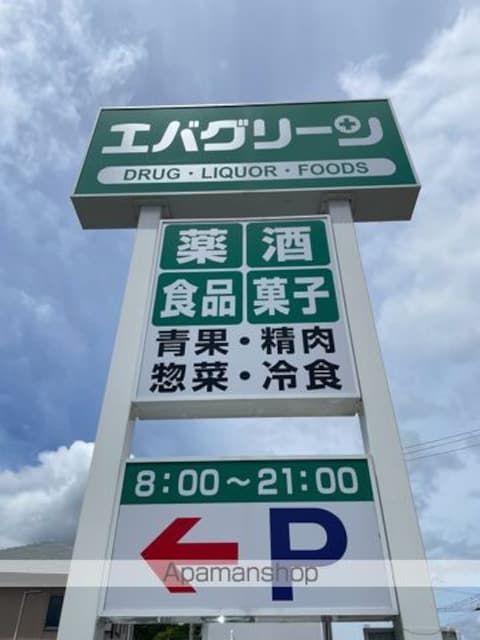 エバグリーン
DRUG・LIQUOR・FOODS
薬 酒
食品 菓子
青果・精肉
惣菜・冷食
8:00～21:00
P
Apamanshop